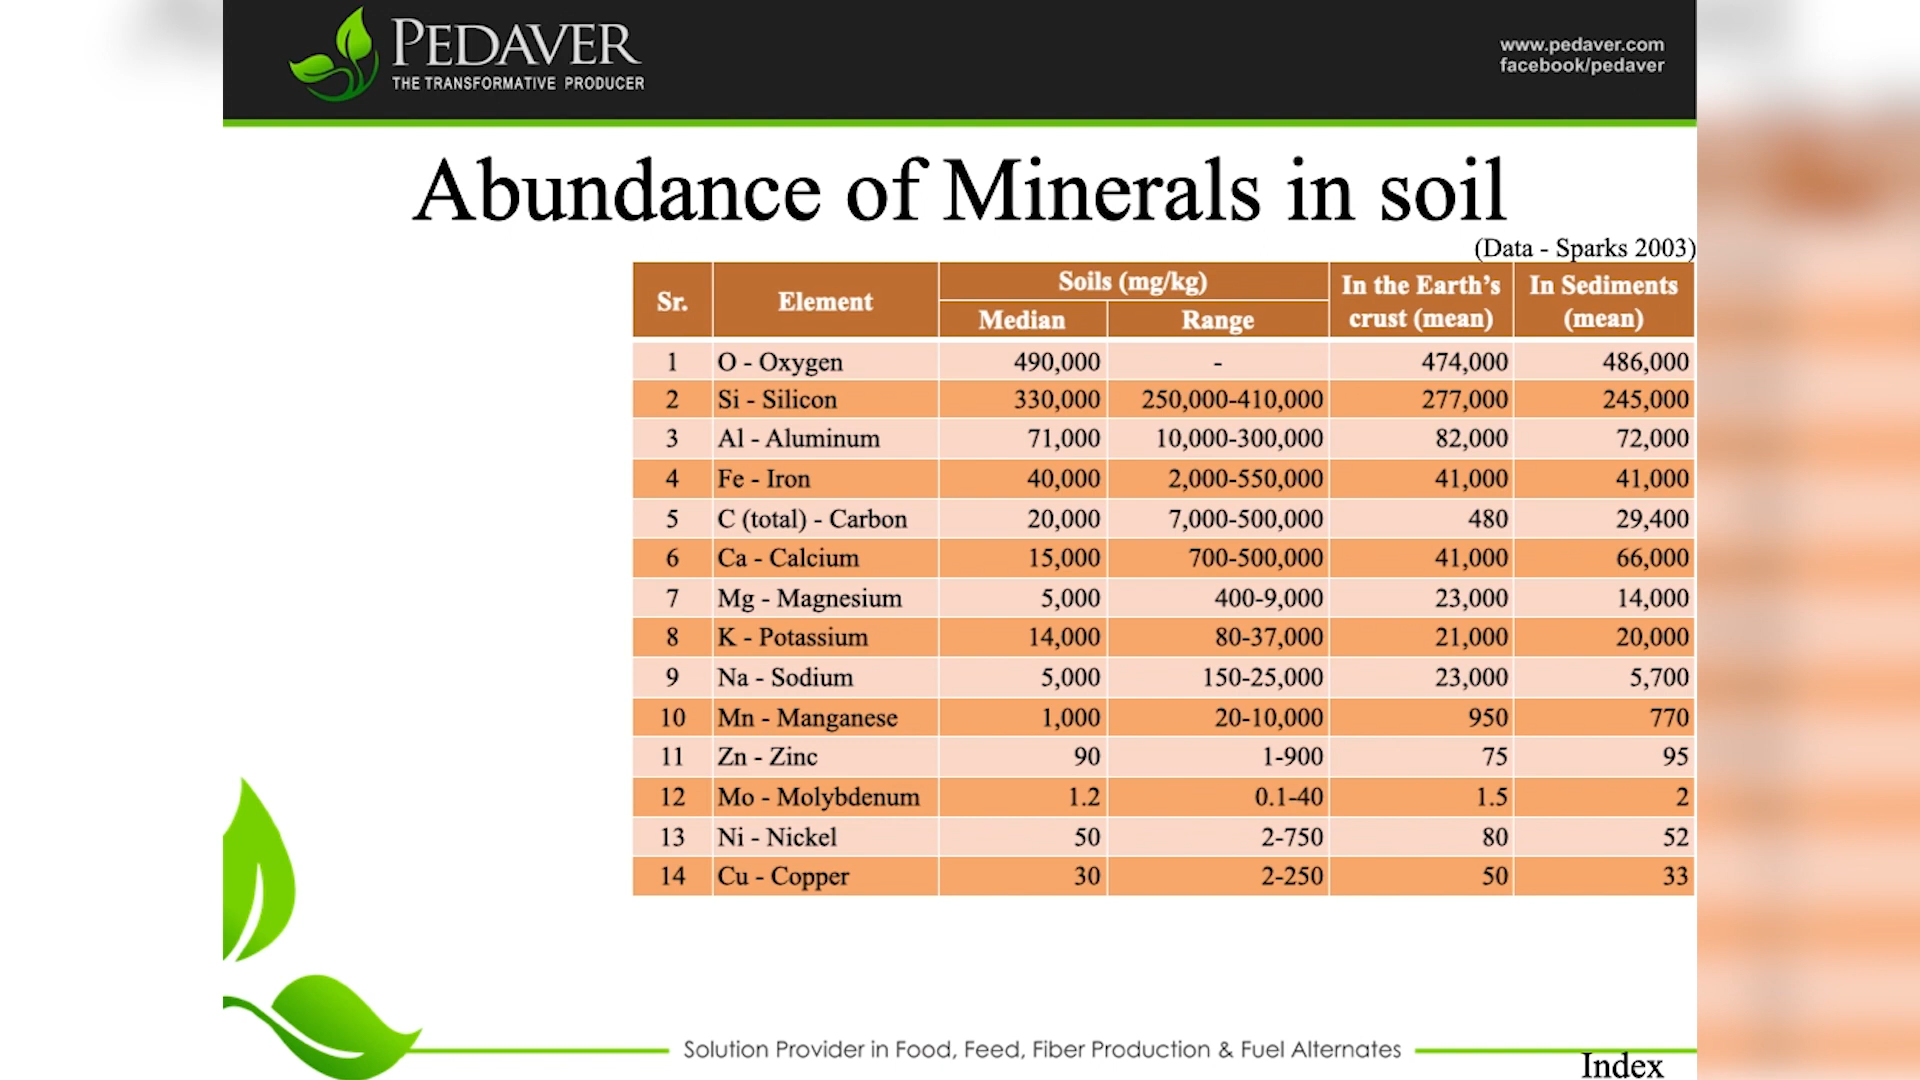 PEDAVER
THE TRANSFORMATIVE PRODUCER
www.pedaver.com
facebook/pedaver
Abundance of Minerals in soil
(Data - Sparks 2003)
Sr. Element Soils (mg/kg) In the Earth's crust (mean) In Sediments (mean)
Median Range
1 O - Oxygen 490,000 - 474,000 486,000
2 Si - Silicon 330,000 250,000-410,000 277,000 245,000
3 Al - Aluminum 71,000 10,000-300,000 82,000 72,000
4 Fe - Iron 40,000 2,000-550,000 41,000 41,000
5 C (total) - Carbon 20,000 7,000-500,000 480 29,400
6 Ca - Calcium 15,000 700-500,000 41,000 66,000
7 Mg - Magnesium 5,000 400-9,000 23,000 14,000
8 K - Potassium 14,000 80-37,000 21,000 20,000
9 Na - Sodium 5,000 150-25,000 23,000 5,700
10 Mn - Manganese 1,000 20-10,000 950 770
11 Zn - Zinc 90 1-900 75 95
12 Mo - Molybdenum 1.2 0.1-40 1.5 2
13 Ni - Nickel 50 2-750 80 52
14 Cu - Copper 30 2-250 50 33
Solution Provider in Food, Feed, Fiber Production & Fuel Alternates
Index